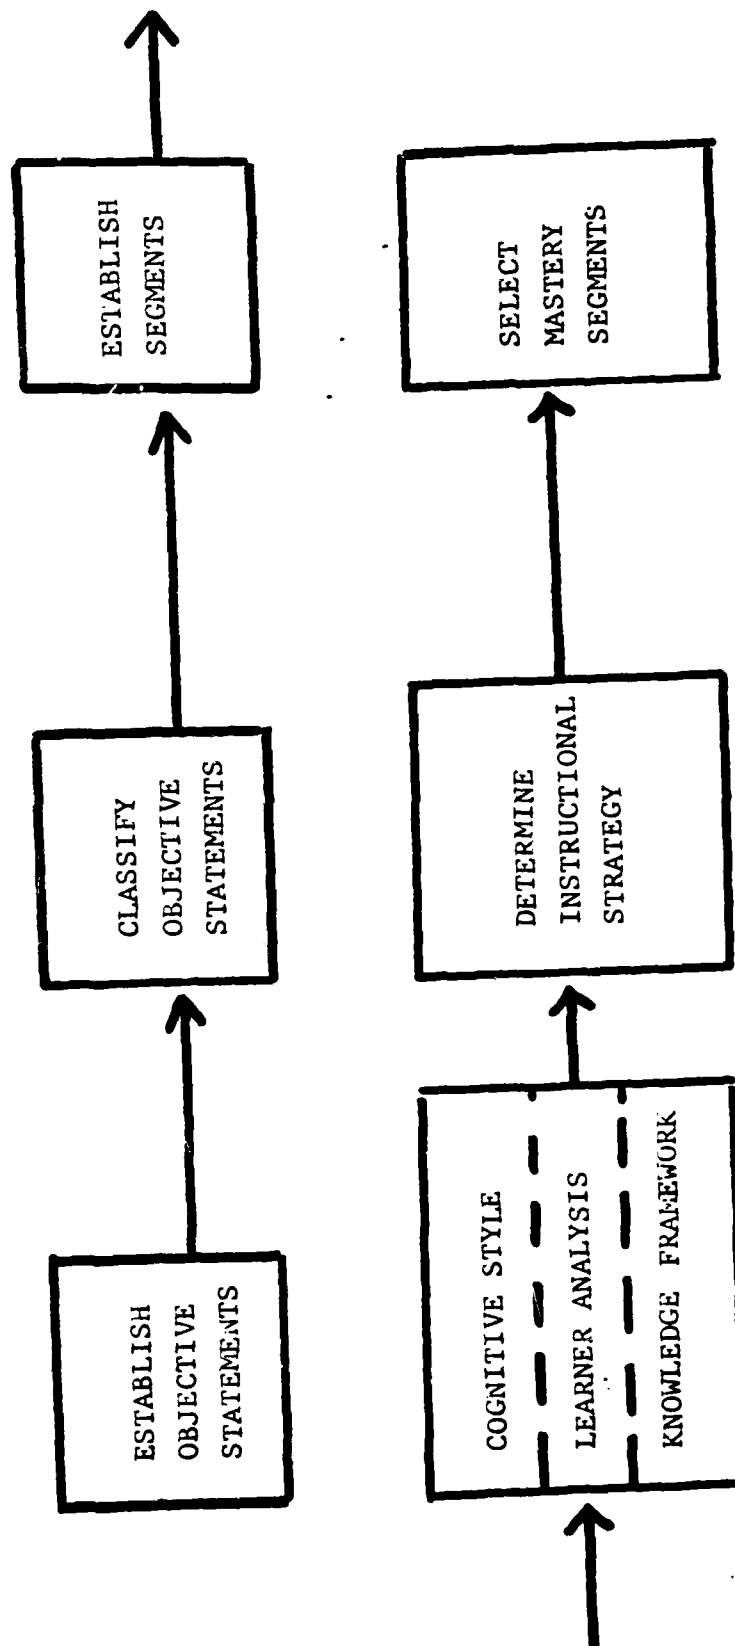 ESTABLISH
OBJECTIVE
STATEMENTS
CLASSIFY
OBJECTIVE
STATEMENTS
ESTABLISH
SEGMENTS
COGNITIVE STYLE
LEARNER ANALYSIS
KNOWLEDGE FRAMEWORK
DETERMINE
INSTRUCTIONAL
STRATEGY
SELECT
MASTERY
SEGMENTS